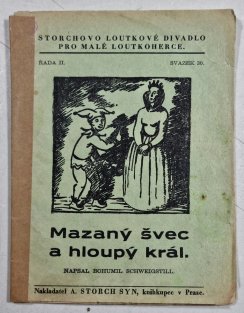 STORCHOVO LOUTKOVÉ DIVADLO
PRO MALÉ LOUTKOHERCE.
ŘADA II. SVAZEK 20.
Mazaný švec
a hloupý král.
NAPSAL BOHUMIL SCHWEIGSTILL.
Nakladatel A. STORCH SYN, knihkupec v Praze.